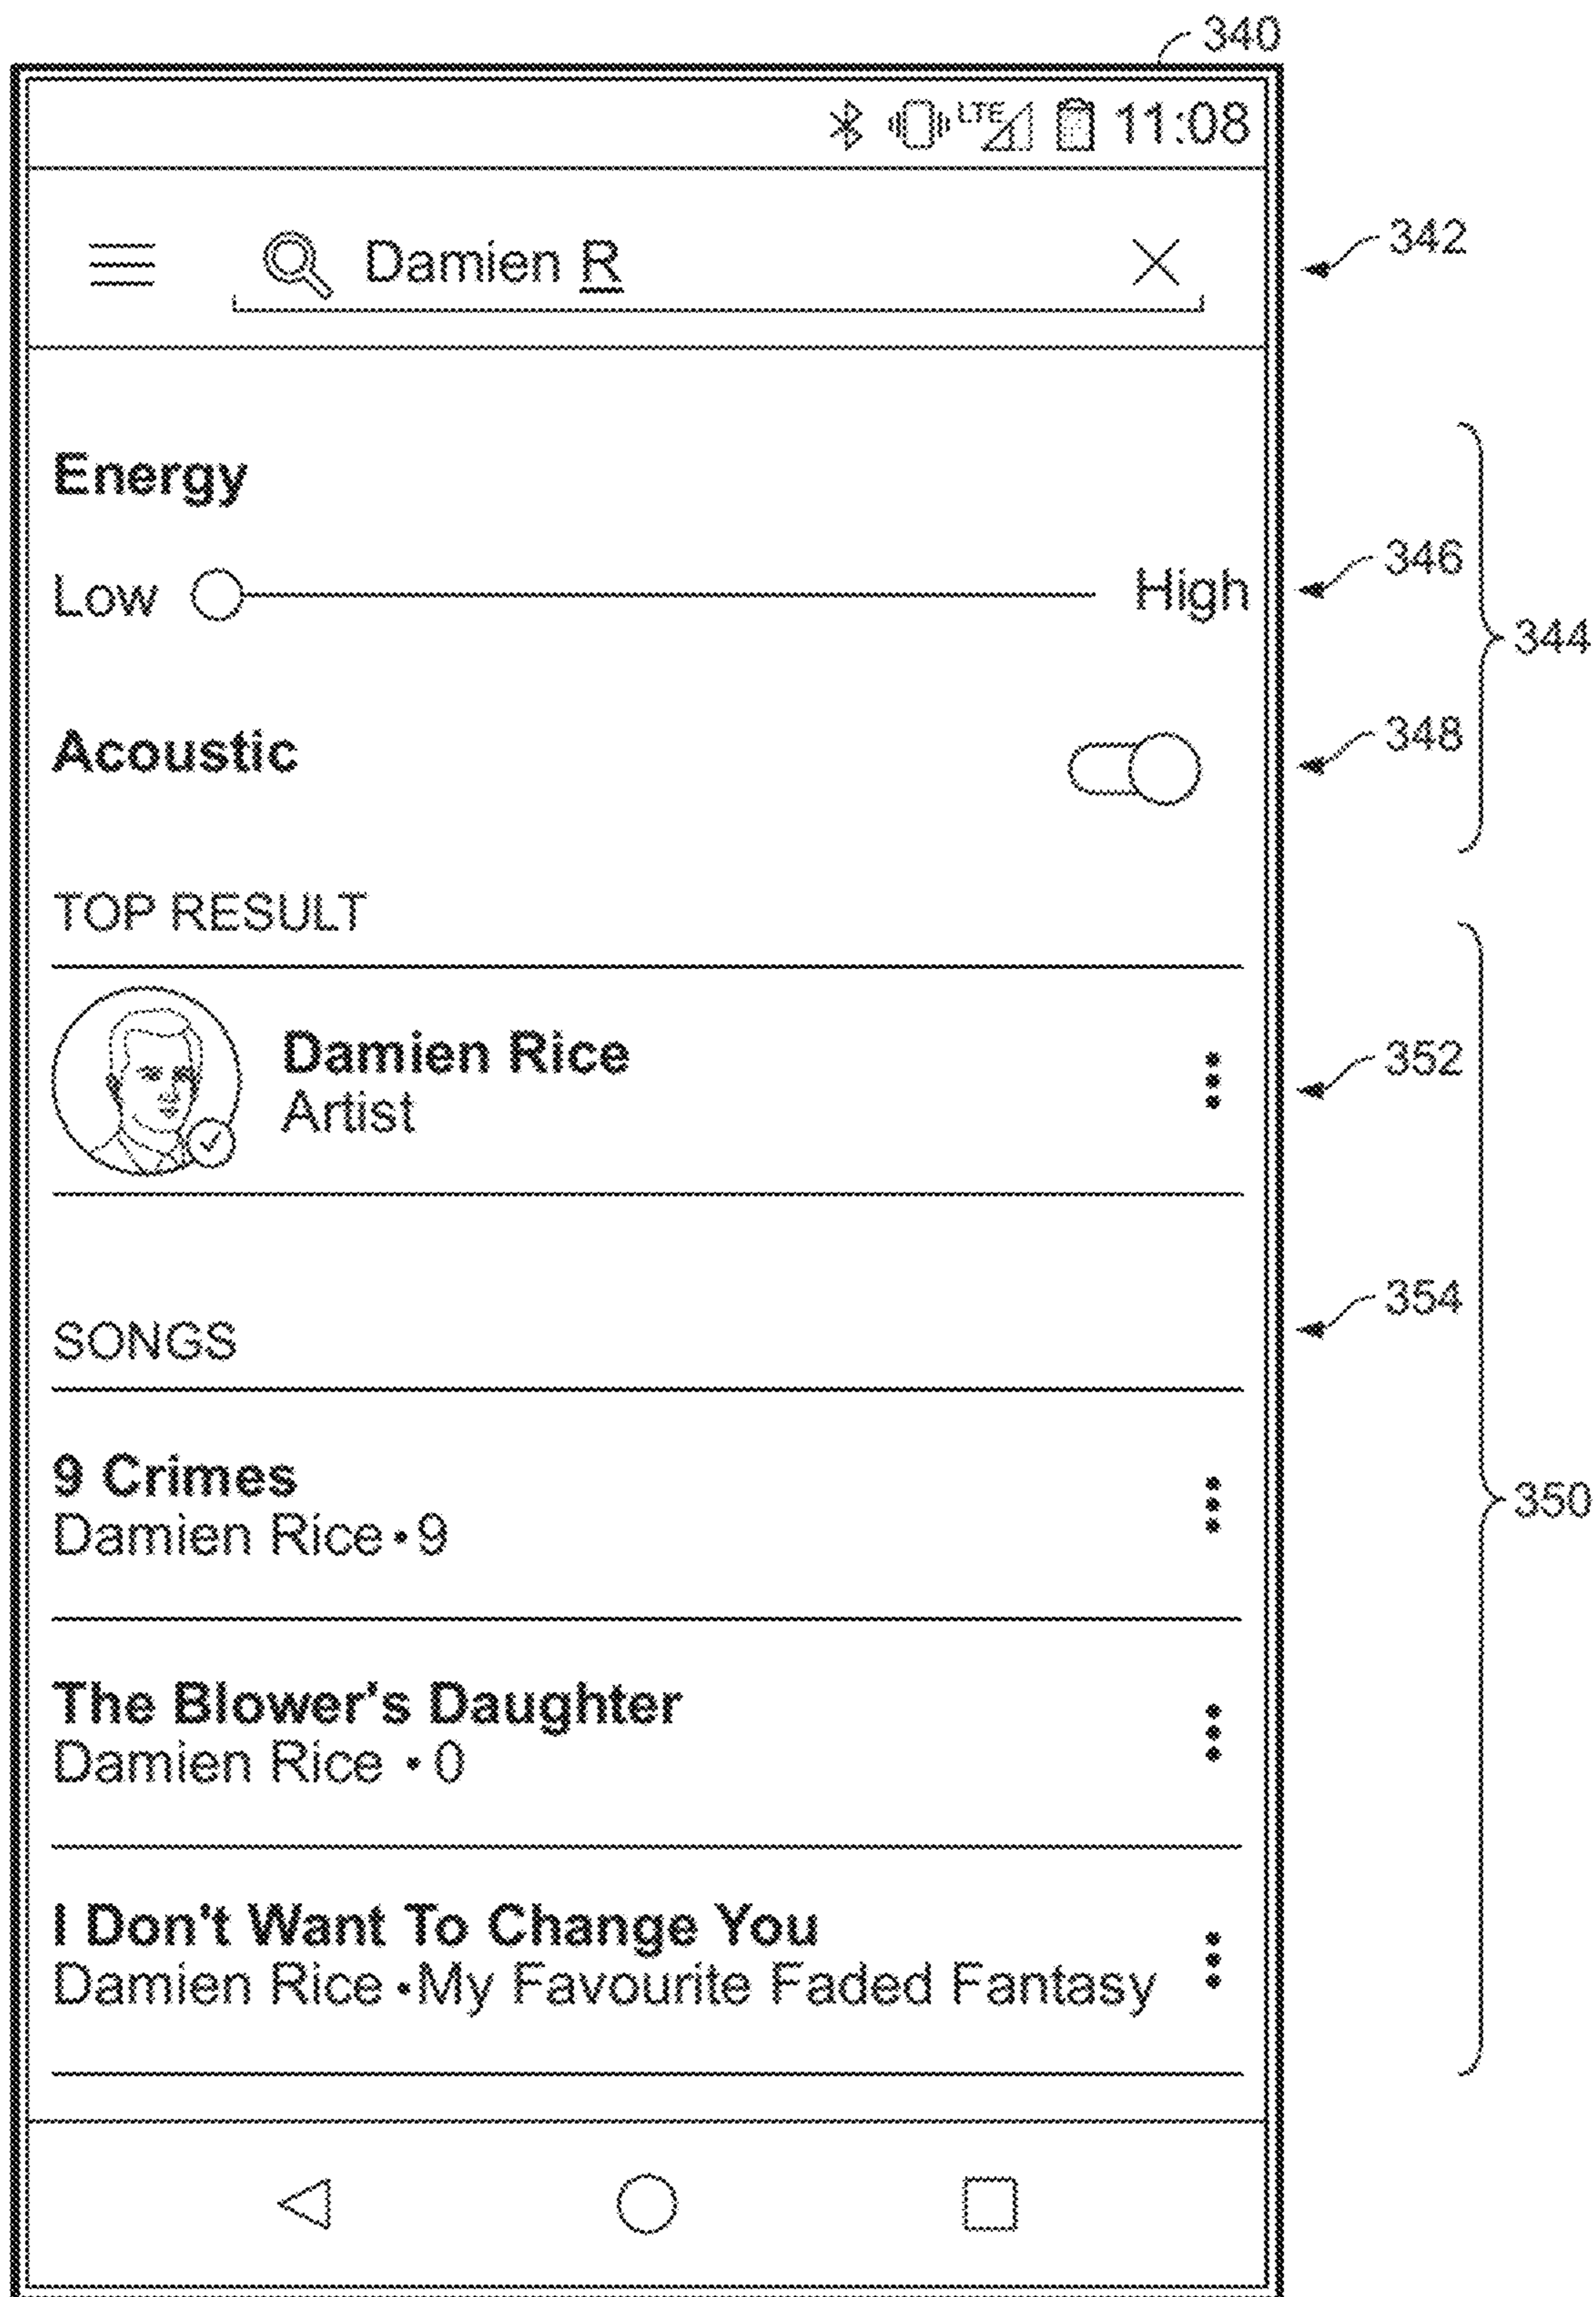 340
LTE 11:08
Damien R
342
Energy
Low High
346
344
Acoustic
348
TOP RESULT
Damien Rice
Artist
352
SONGS
354
9 Crimes
Damien Rice • 9
350
The Blower's Daughter
Damien Rice • 0
I Don't Want To Change You
Damien Rice •My Favourite Faded Fantasy